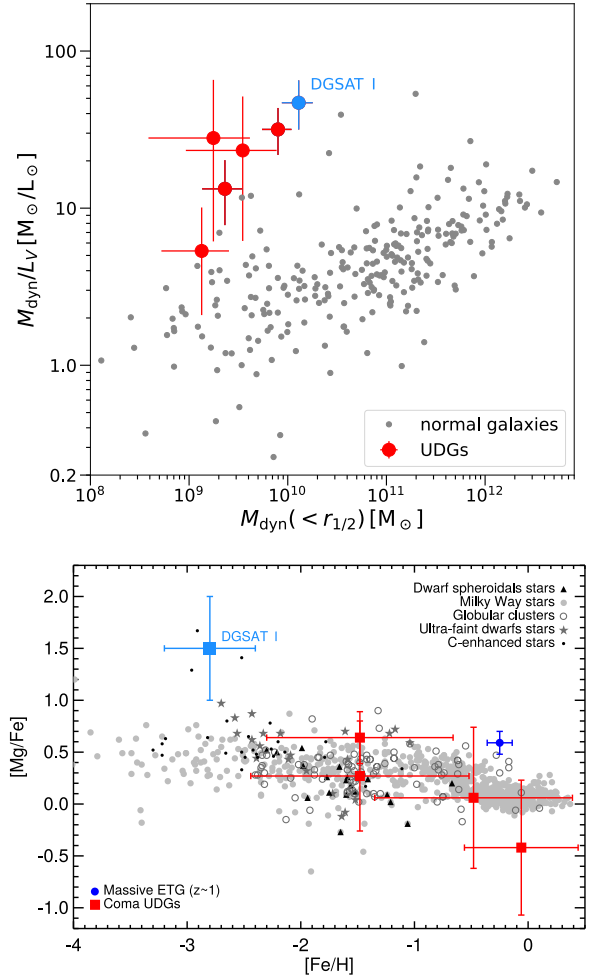 100
DGSAT I
M_dyn/L_V [M⊙/L⊙]
10
1.0
0.2
normal galaxies
UDGs
10^8 10^9 10^10 10^11 10^12
M_dyn(< r_1/2) [M⊙]
2.0
Dwarf spheroidals stars
Milky Way stars
Globular clusters
Ultra-faint dwarfs stars
C-enhanced stars
1.5
DGSAT I
1.0
[Mg/Fe]
0.5
0.0
-0.5
Massive ETG (z~1)
Coma UDGs
-1.0
-4 -3 -2 -1 0
[Fe/H]